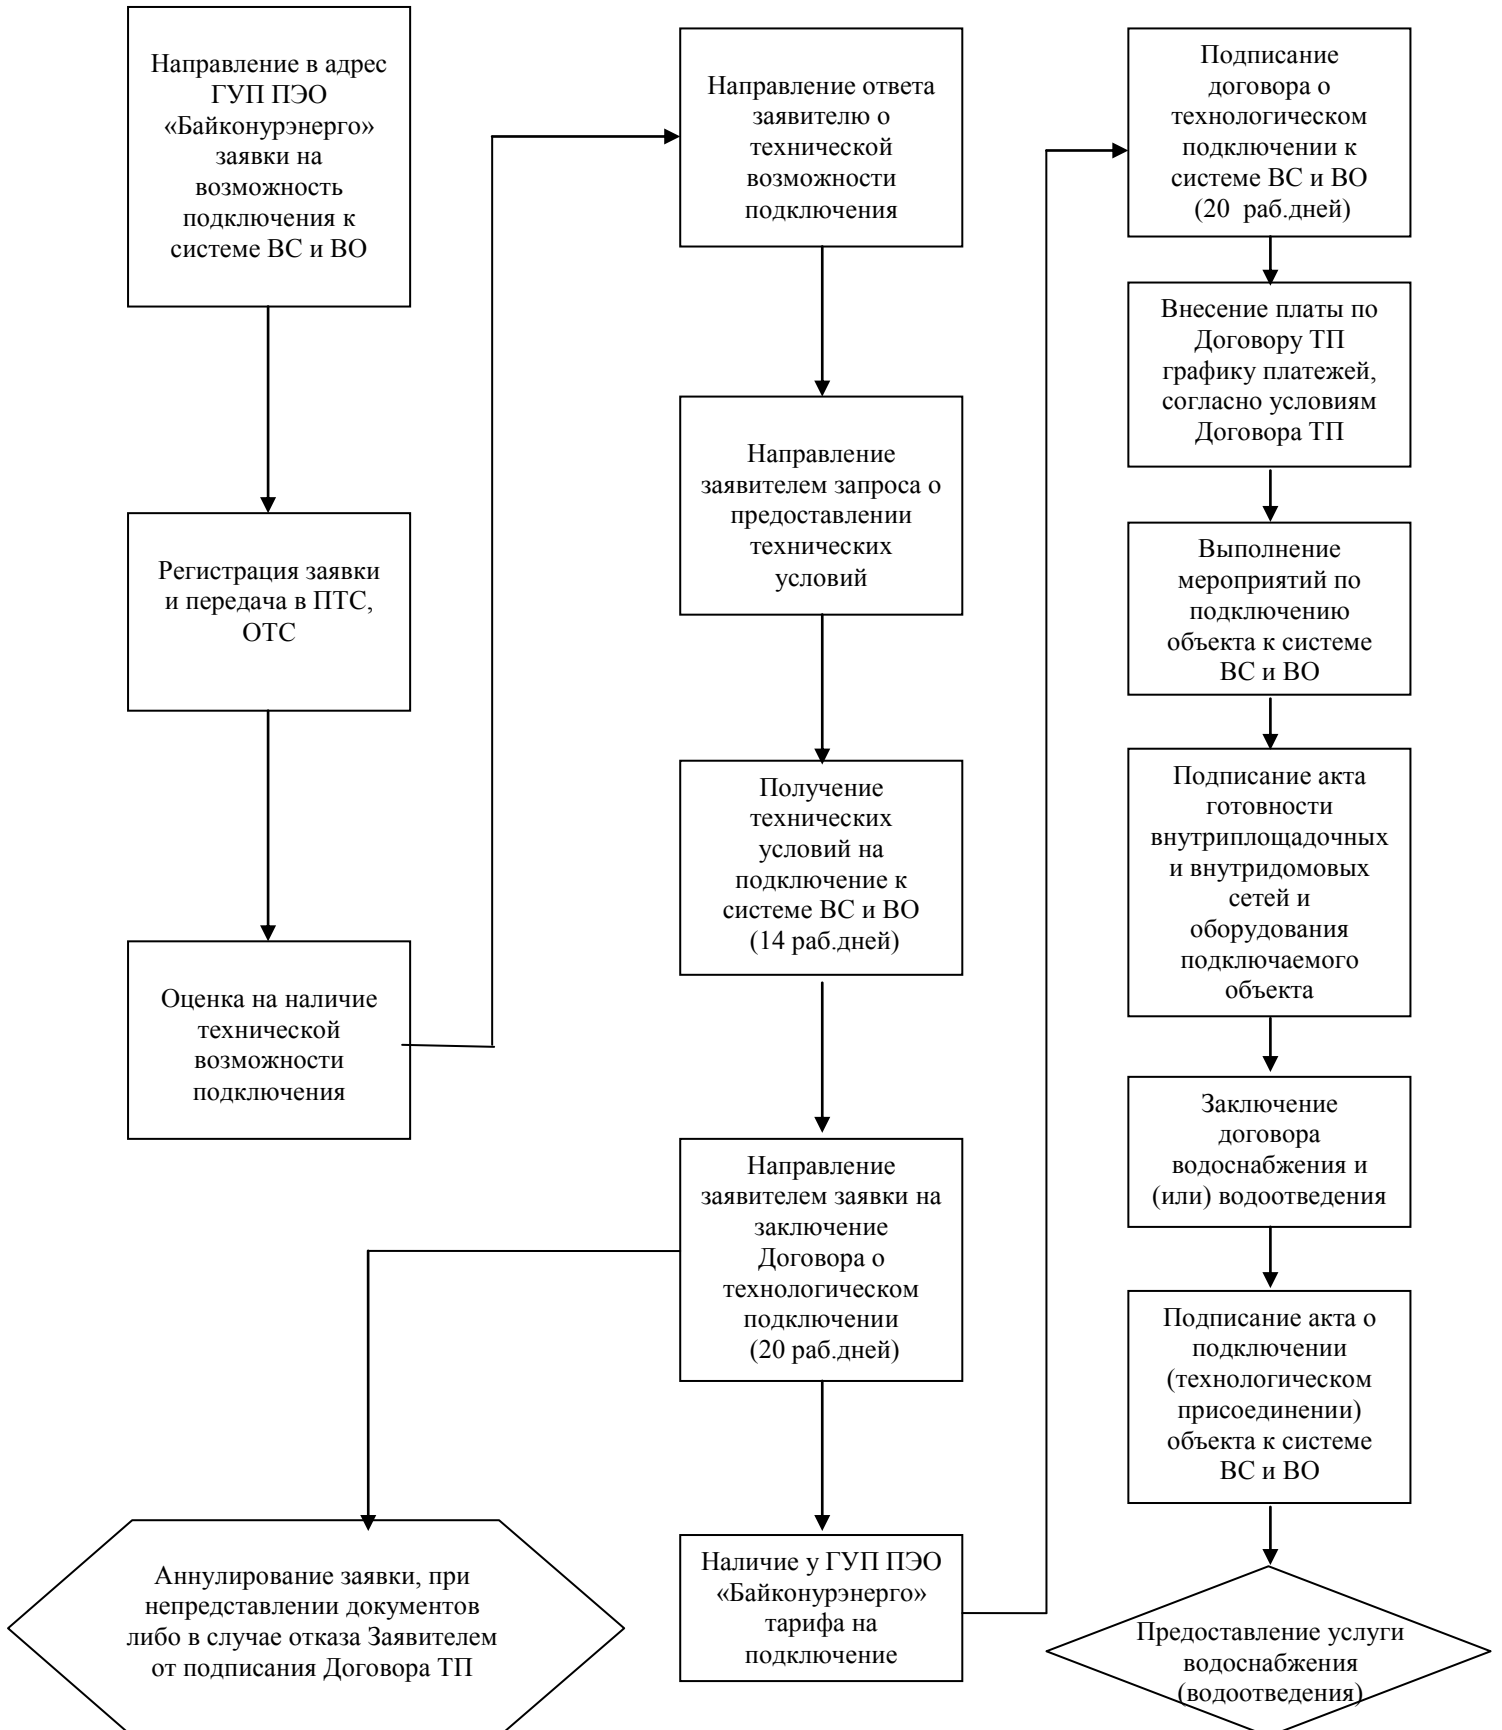 Направление в адрес
ГУП ПЭО
«Байконурэнерго»
заявки на
возможность
подключения к
системе ВС и ВО
Регистрация заявки
и передача в ПТС,
ОТС
Оценка на наличие
технической
возможности
подключения
Направление ответа
заявителю о
технической
возможности
подключения
Направление
заявителем запроса о
предоставлении
технических
условий
Получение
технических
условий на
подключение к
системе ВС и ВО
(14 раб.дней)
Направление
заявителем заявки на
заключение
Договора о
технологическом
подключении
(20 раб.дней)
Аннулирование заявки, при
непредставлении документов
либо в случае отказа Заявителем
от подписания Договора ТП
Наличие у ГУП ПЭО
«Байконурэнерго»
тарифа на
подключение
Подписание
договора о
технологическом
подключении к
системе ВС и ВО
(20 раб.дней)
Внесение платы по
Договору ТП
графику платежей,
согласно условиям
Договора ТП
Выполнение
мероприятий по
подключению
объекта к системе
ВС и ВО
Подписание акта
готовности
внутриплощадочных
и внутридомовых
сетей и
оборудования
подключаемого
объекта
Заключение
договора
водоснабжения и
(или) водоотведения
Подписание акта о
подключении
(технологическом
присоединении)
объекта к системе
ВС и ВО
Предоставление услуги
водоснабжения
(водоотведения)